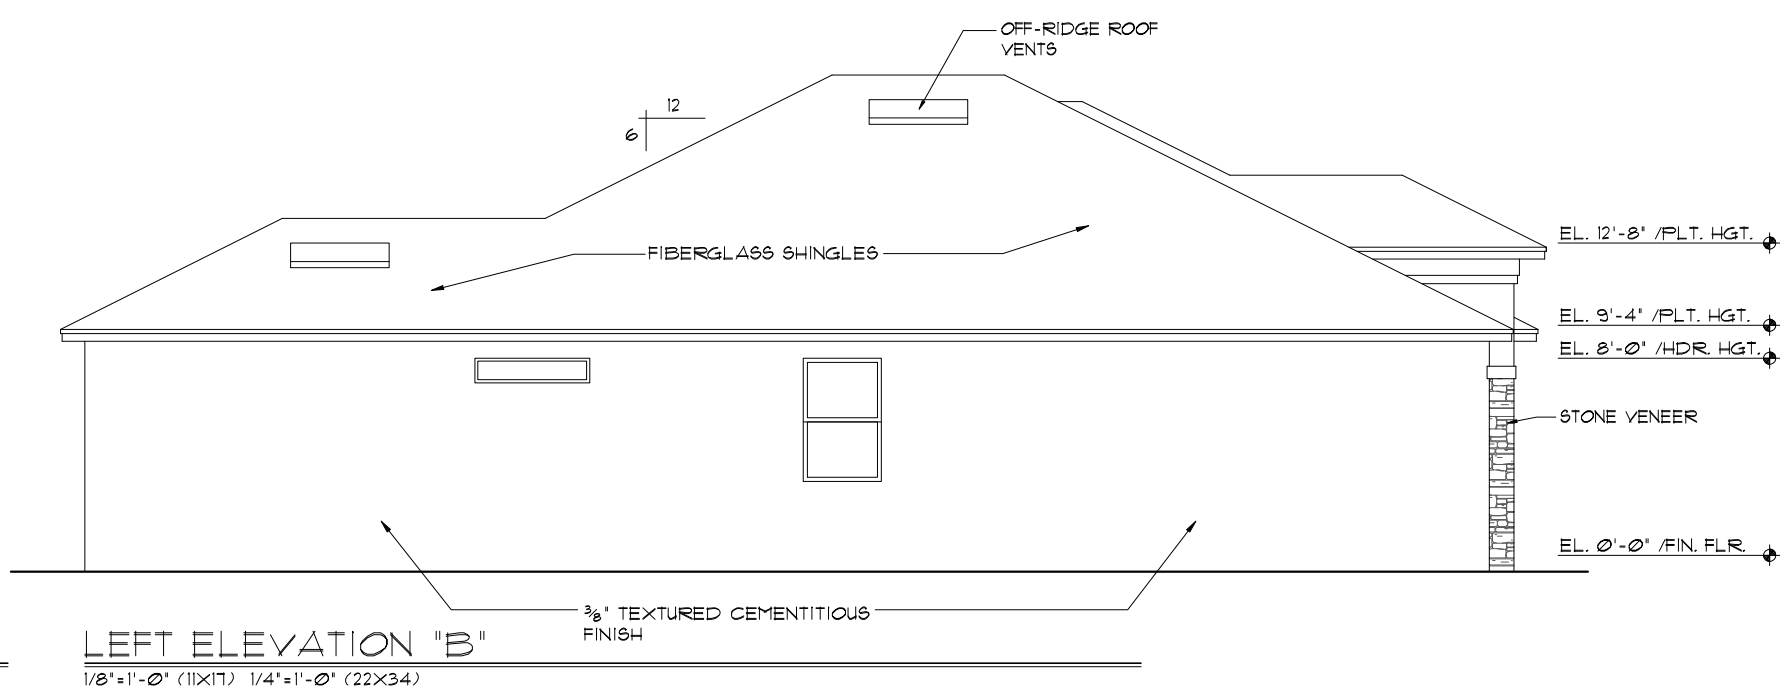 OFF-RIDGE ROOF
VENTS
12
6
FIBERGLASS SHINGLES
EL. 12'-8" /PLT. HGT.
EL. 9'-4" /PLT. HGT.
EL. 8'-0" /HDR. HGT.
STONE VENEER
EL. 0'-0" /FIN. FLR.
3/8" TEXTURED CEMENTITIOUS
FINISH
LEFT ELEVATION "B"
1/8"=1'-0" (11X17) 1/4"=1'-0" (22X34)